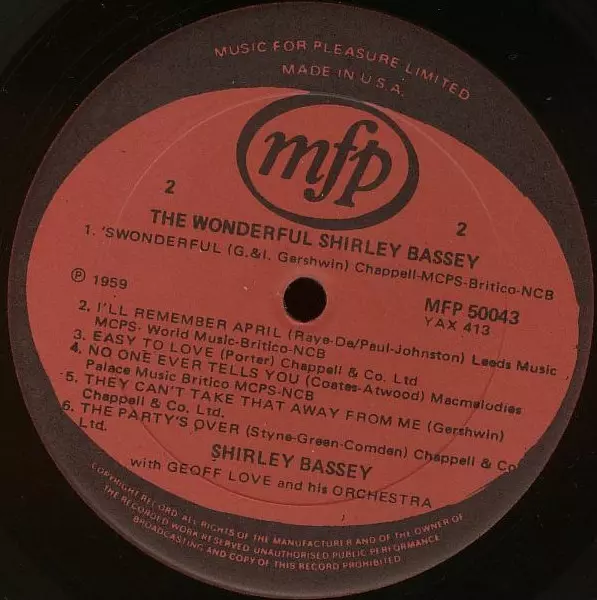 MUSIC FOR PLEASURE LIMITED
MADE IN U.S.A.
mfp
2
2
THE WONDERFUL SHIRLEY BASSEY
1. 'SWONDERFUL (G.&I. Gershwin) Chappell-MCPS-Britico-NCB
℗ 1959
MFP 50043
YAX 413
2. I'LL REMEMBER APRIL (Raye-De/Paul-Johnston) Leeds Music
MCPS- World Music-Britico-NCB
3. EASY TO LOVE (Porter) Chappell & Co. Ltd
4. NO ONE EVER TELLS YOU (Coates-Atwood) Macmelodies
Palace Music Britico MCPS-NCB
5. THEY CAN'T TAKE THAT AWAY FROM ME (Gershwin)
Chappell & Co. Ltd.
6. THE PARTY'S OVER (Styne-Green-Comden) Chappell & Co
Ltd.
SHIRLEY BASSEY
with GEOFF LOVE and his ORCHESTRA
COPYRIGHT RECORD. ALL RIGHTS OF THE MANUFACTURER AND OF THE OWNER OF
THE RECORDED WORK RESERVED UNAUTHORISED PUBLIC PERFORMANCE
BROADCASTING AND COPY OF THIS RECORD PROHIBITED